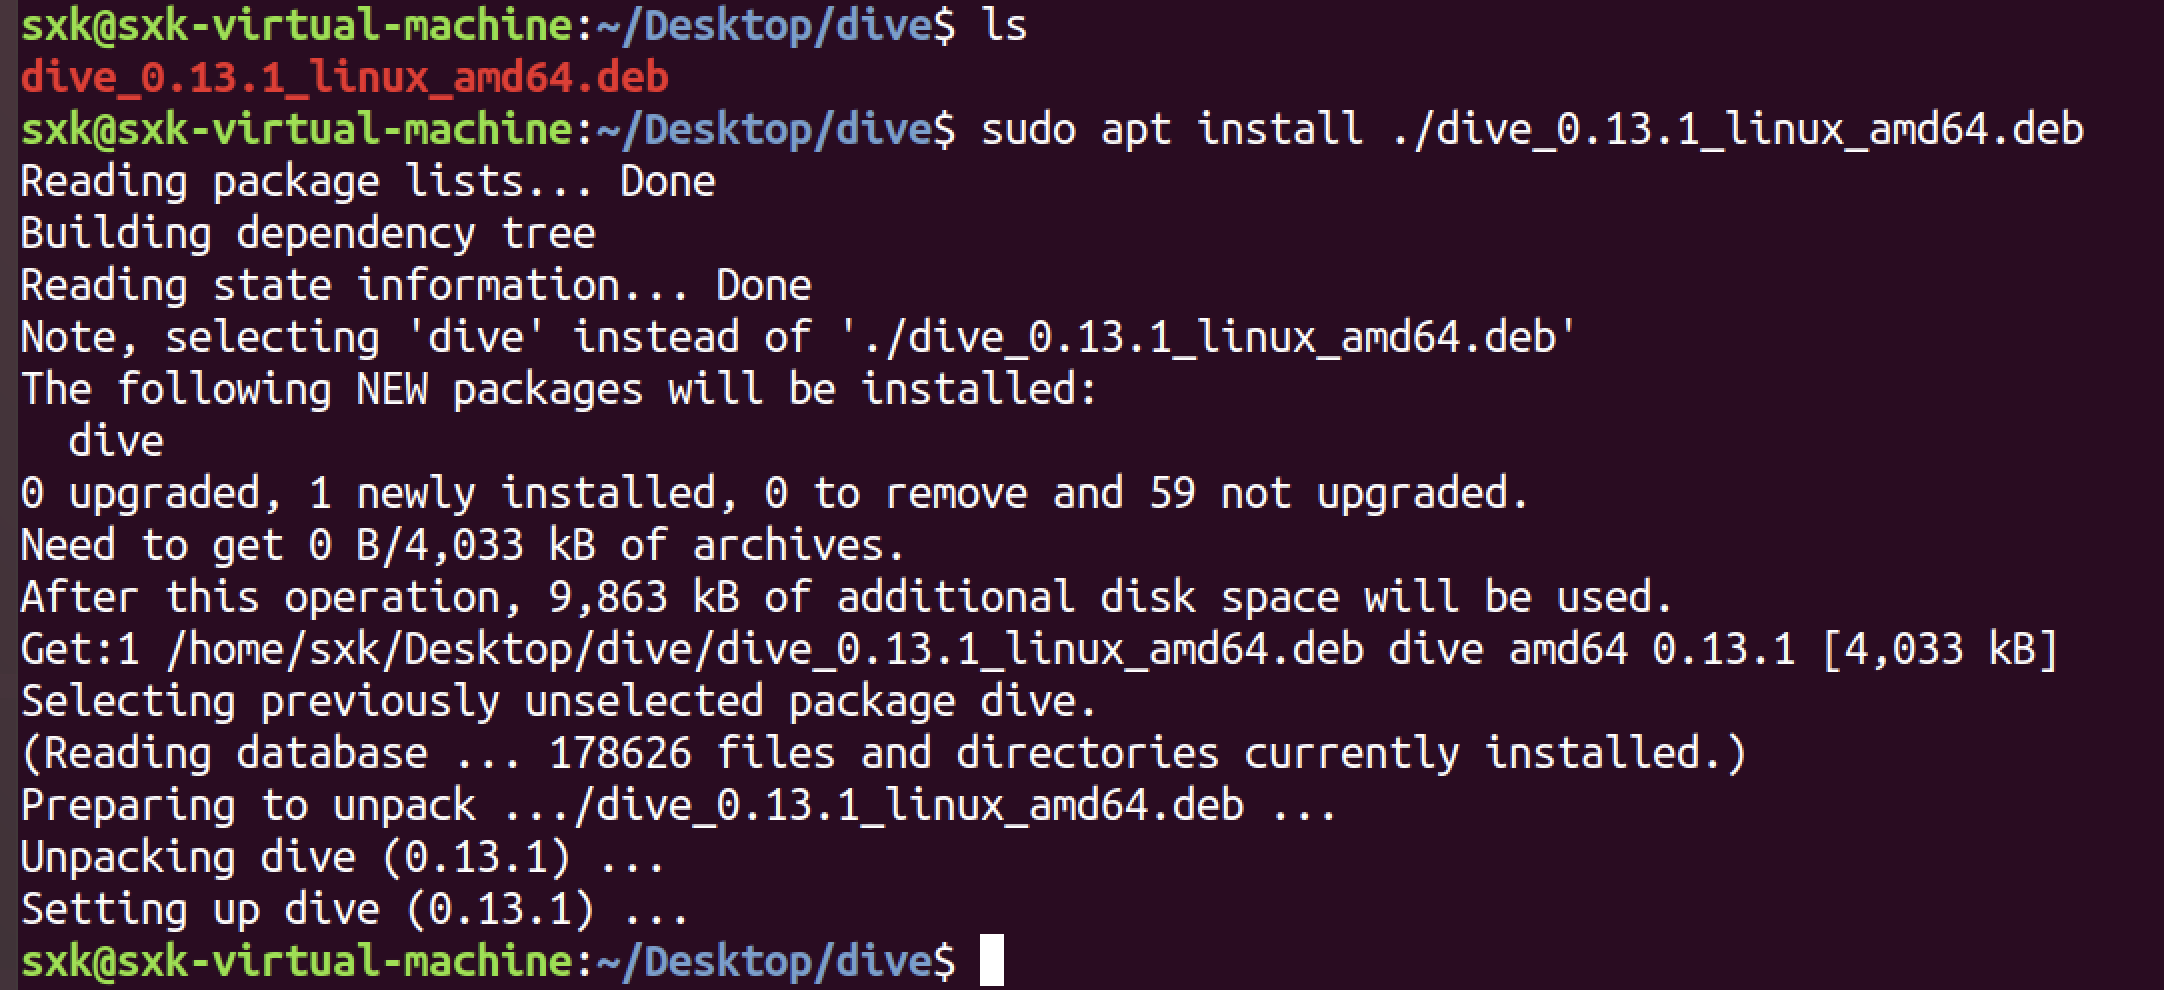 sxk@sxk-virtual-machine:~/Desktop/dive$ ls
dive_0.13.1_linux_amd64.deb
sxk@sxk-virtual-machine:~/Desktop/dive$ sudo apt install ./dive_0.13.1_linux_amd64.deb
Reading package lists... Done
Building dependency tree
Reading state information... Done
Note, selecting 'dive' instead of './dive_0.13.1_linux_amd64.deb'
The following NEW packages will be installed:
  dive
0 upgraded, 1 newly installed, 0 to remove and 59 not upgraded.
Need to get 0 B/4,033 kB of archives.
After this operation, 9,863 kB of additional disk space will be used.
Get:1 /home/sxk/Desktop/dive/dive_0.13.1_linux_amd64.deb dive amd64 0.13.1 [4,033 kB]
Selecting previously unselected package dive.
(Reading database ... 178626 files and directories currently installed.)
Preparing to unpack .../dive_0.13.1_linux_amd64.deb ...
Unpacking dive (0.13.1) ...
Setting up dive (0.13.1) ...
sxk@sxk-virtual-machine:~/Desktop/dive$